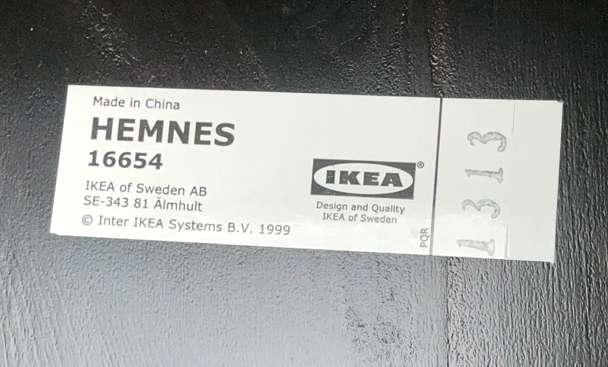 Made in China
HEMNES
16654
IKEA of Sweden AB
SE-343 81 Älmhult
© Inter IKEA Systems B.V. 1999
IKEA®
Design and Quality
IKEA of Sweden
PQR
1313